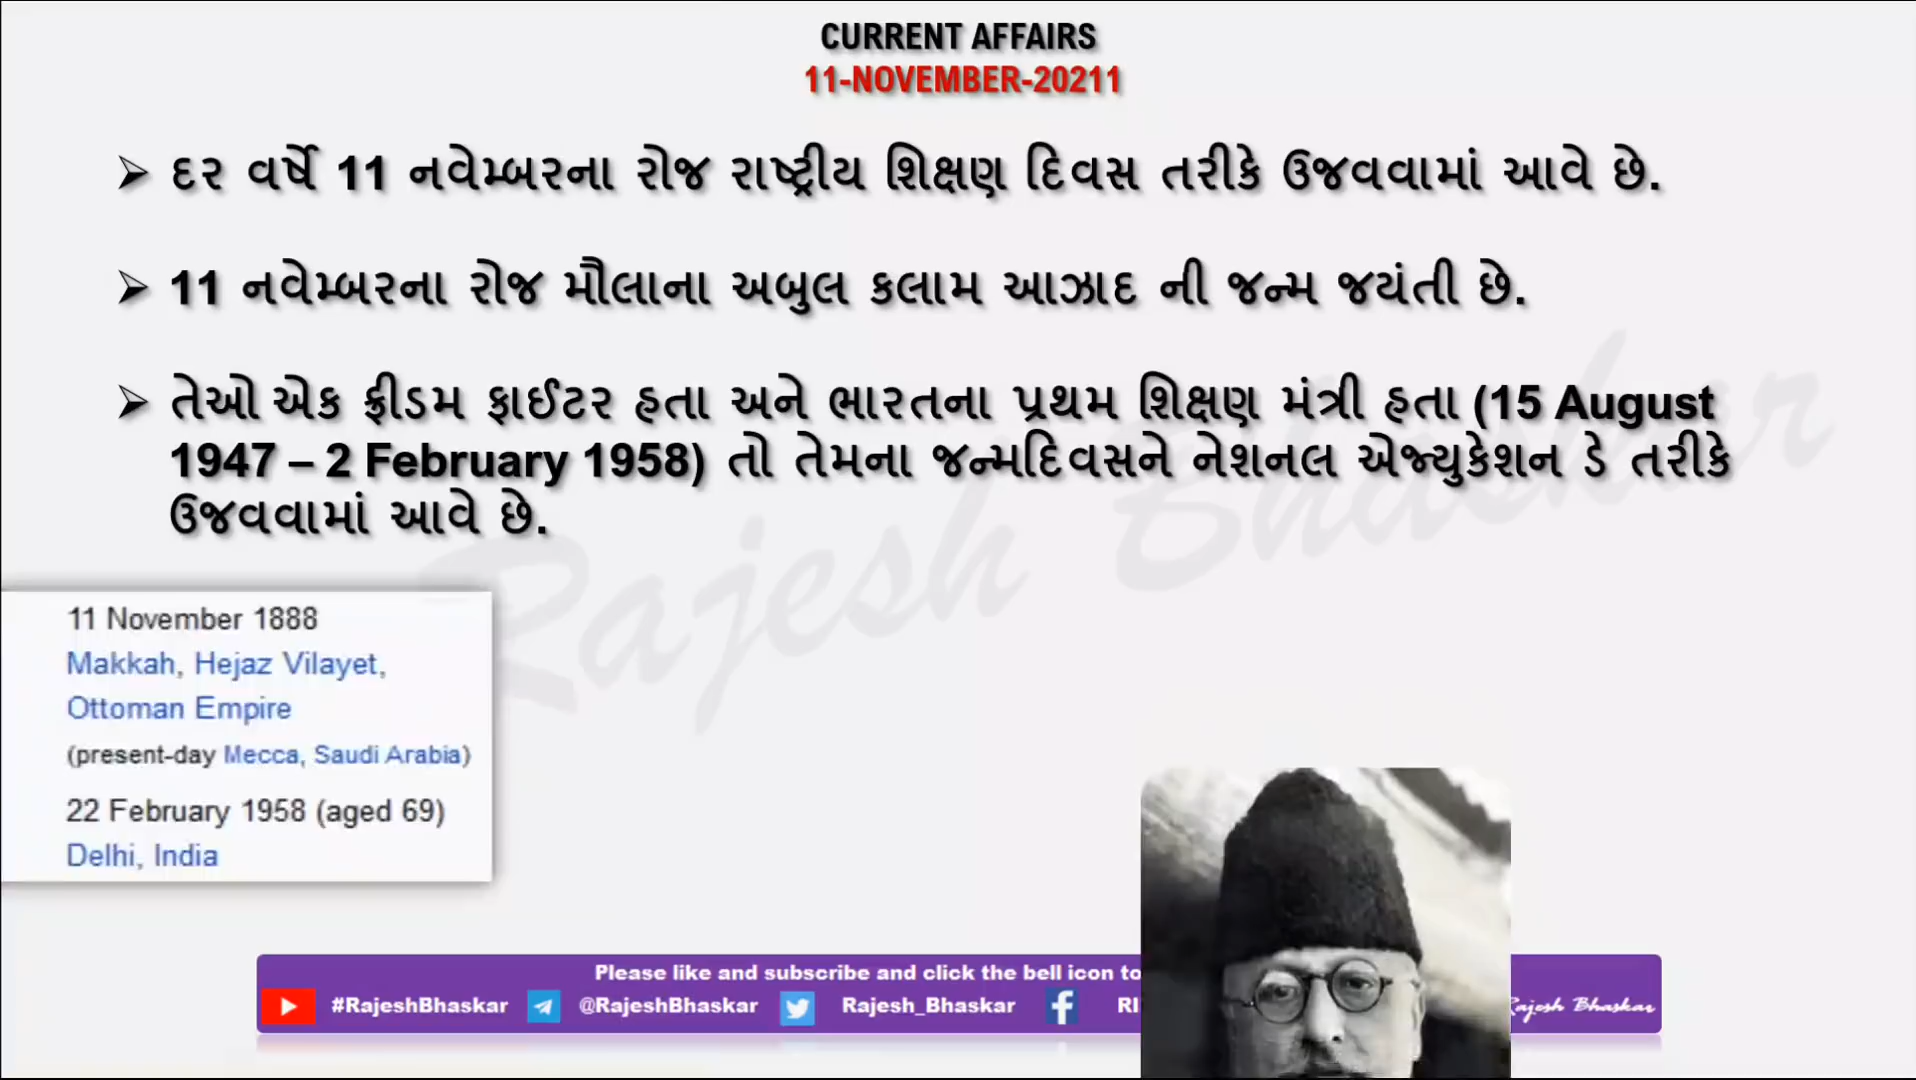 CURRENT AFFAIRS
11-NOVEMBER-20211
➢ દર વર્ષે 11 નવેમ્બરના રોજ રાષ્ટ્રીય શિક્ષણ દિવસ તરીકે ઉજવવામાં આવે છે.
➢ 11 નવેમ્બરના રોજ મૌલાના અબુલ કલામ આઝાદ ની જન્મ જયંતી છે.
➢ તેઓ એક ફ્રીડમ ફાઈટર હતા અને ભારતના પ્રથમ શિક્ષણ મંત્રી હતા (15 August
1947 – 2 February 1958) તો તેમના જન્મદિવસને નેશનલ એજ્યુકેશન ડે તરીકે
ઉજવવામાં આવે છે.
Rajesh Bhaskar
11 November 1888
Makkah, Hejaz Vilayet,
Ottoman Empire
(present-day Mecca, Saudi Arabia)
22 February 1958 (aged 69)
Delhi, India
Please like and subscribe and click the bell icon to
#RajeshBhaskar @RajeshBhaskar Rajesh_Bhaskar Rajesh Bhaskar